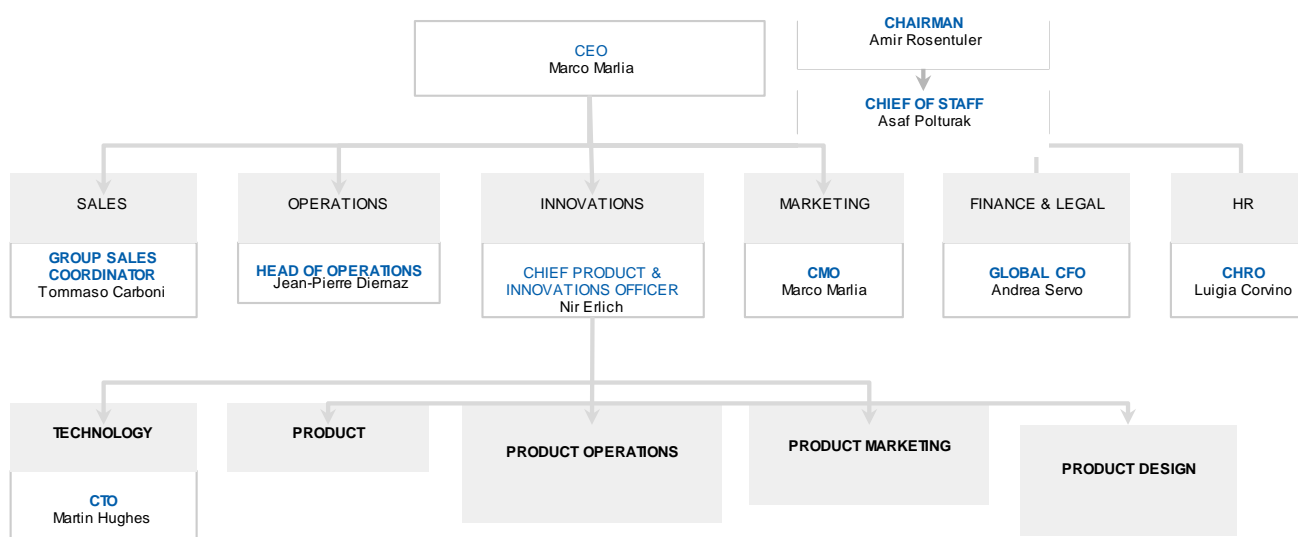 CEO
Marco Marlia
CHAIRMAN
Amir Rosentuler
CHIEF OF STAFF
Asaf Polturak
SALES
OPERATIONS
INNOVATIONS
MARKETING
FINANCE & LEGAL
HR
GROUP SALES
COORDINATOR
Tommaso Carboni
HEAD OF OPERATIONS
Jean-Pierre Diernaz
CHIEF PRODUCT &
INNOVATIONS OFFICER
Nir Erlich
CMO
Marco Marlia
GLOBAL CFO
Andrea Servo
CHRO
Luigia Corvino
TECHNOLOGY
PRODUCT
PRODUCT OPERATIONS
PRODUCT MARKETING
PRODUCT DESIGN
CTO
Martin Hughes